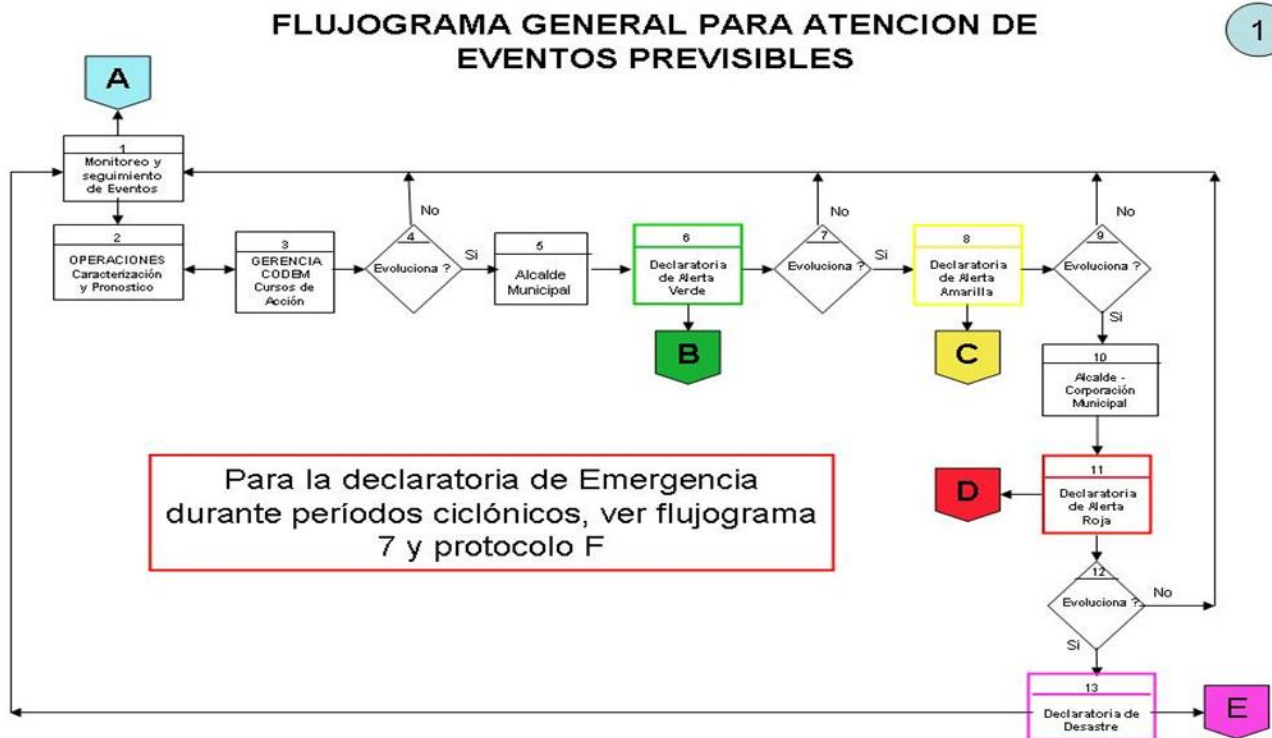 FLUJOGRAMA GENERAL PARA ATENCION DE
EVENTOS PREVISIBLES
1
A
1
Monitoreo y
seguimiento
de Eventos
2
OPERACIONES
Caracterización
y Pronostico
3
GERENCIA
CODEM
Cursos de
Acción
4
Evoluciona ?
No
Si
5
Alcalde
Municipal
6
Declaratoria
de Alerta
Verde
B
7
Evoluciona ?
No
Si
8
Declaratoria
de Alerta
Amarilla
C
9
Evoluciona ?
No
Si
10
Alcalde -
Corporación
Municipal
11
Declaratoria
de Alerta
Roja
D
12
Evoluciona ?
No
Si
13
Declaratoria de
Desastre
E
Para la declaratoria de Emergencia
durante períodos ciclónicos, ver flujograma
7 y protocolo F